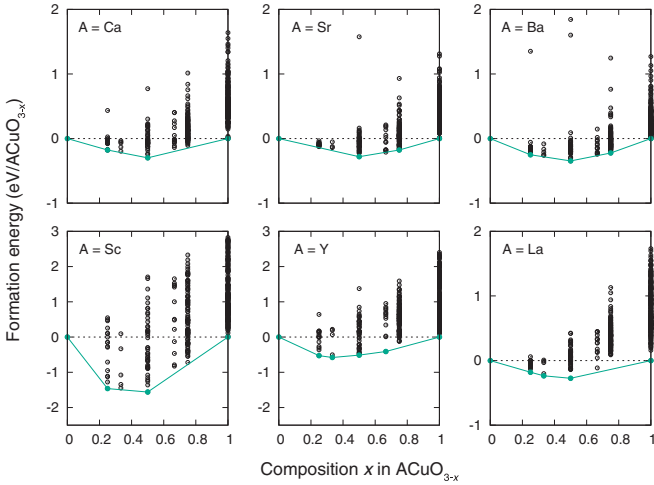 A = Ca
A = Sr
A = Ba
2
1
0
-1
2
1
0
-1
2
1
0
-1
Formation energy (eV/ACuO3-x)
A = Sc
A = Y
A = La
3
2
1
0
-1
-2
3
2
1
0
-1
-2
2
1
0
-1
0 0.2 0.4 0.6 0.8 1
0 0.2 0.4 0.6 0.8 1
0 0.2 0.4 0.6 0.8 1
Composition x in ACuO3-x